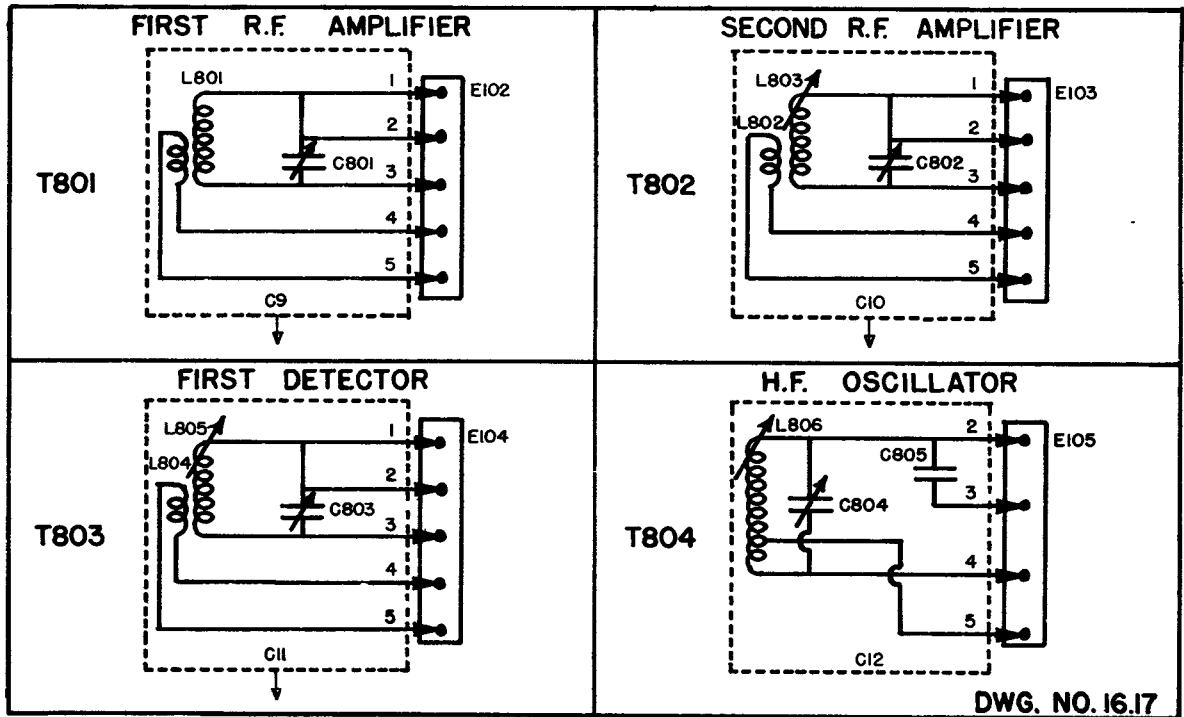 FIRST R.F. AMPLIFIER
L801
1
E102
2
C801
3
T801
4
5
C9
SECOND R.F. AMPLIFIER
L803
1
E103
L802
2
C802
3
T802
4
5
C10
FIRST DETECTOR
L805
1
E104
L804
2
C803
3
T803
4
5
C11
H.F. OSCILLATOR
L806
2
E105
C805
3
C804
T804
4
5
C12
DWG. NO. 16.17